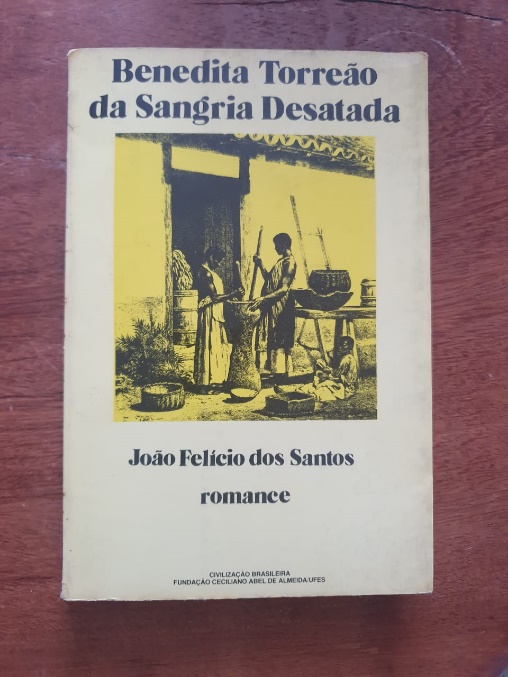 Benedita Torreão
da Sangria Desatada
João Felício dos Santos
romance
CIVILIZAÇÃO BRASILEIRA
FUNDAÇÃO CECILIANO ABEL DE ALMEIDA/UFES